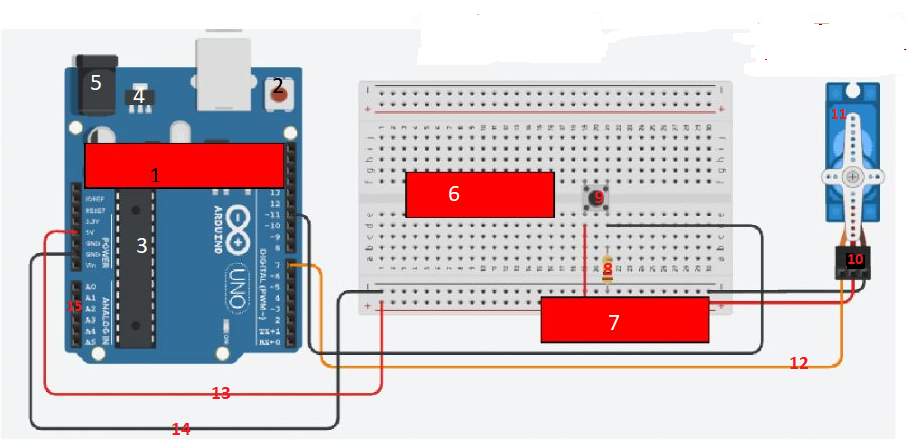 5
4
2
1
3
12
-11
-10
-9
8
7
-6
-5
4
-3
2
TX→1
RX←0
IOREF
RESET
3.3V
5V
GND
GND
Vin
POWER
A0
A1
A2
A3
A4
A5
ANALOG IN
15
ARDUINO
UNO
DIGITAL (PWM~)
ON
6
9
8
7
j
i
h
g
f
e
d
c
b
a
11
10
12
13
14